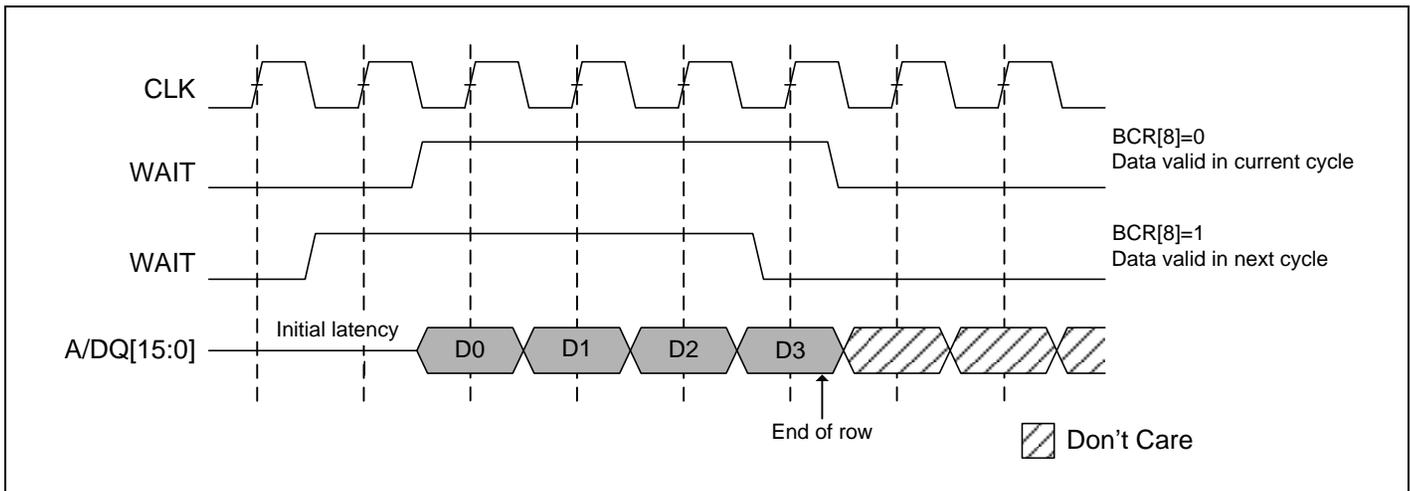 CLK
BCR[8]=0
WAIT
Data valid in current cycle
BCR[8]=1
WAIT
Data valid in next cycle
Initial latency
A/DQ[15:0]
D0
D1
D2
D3
End of row
Don't Care